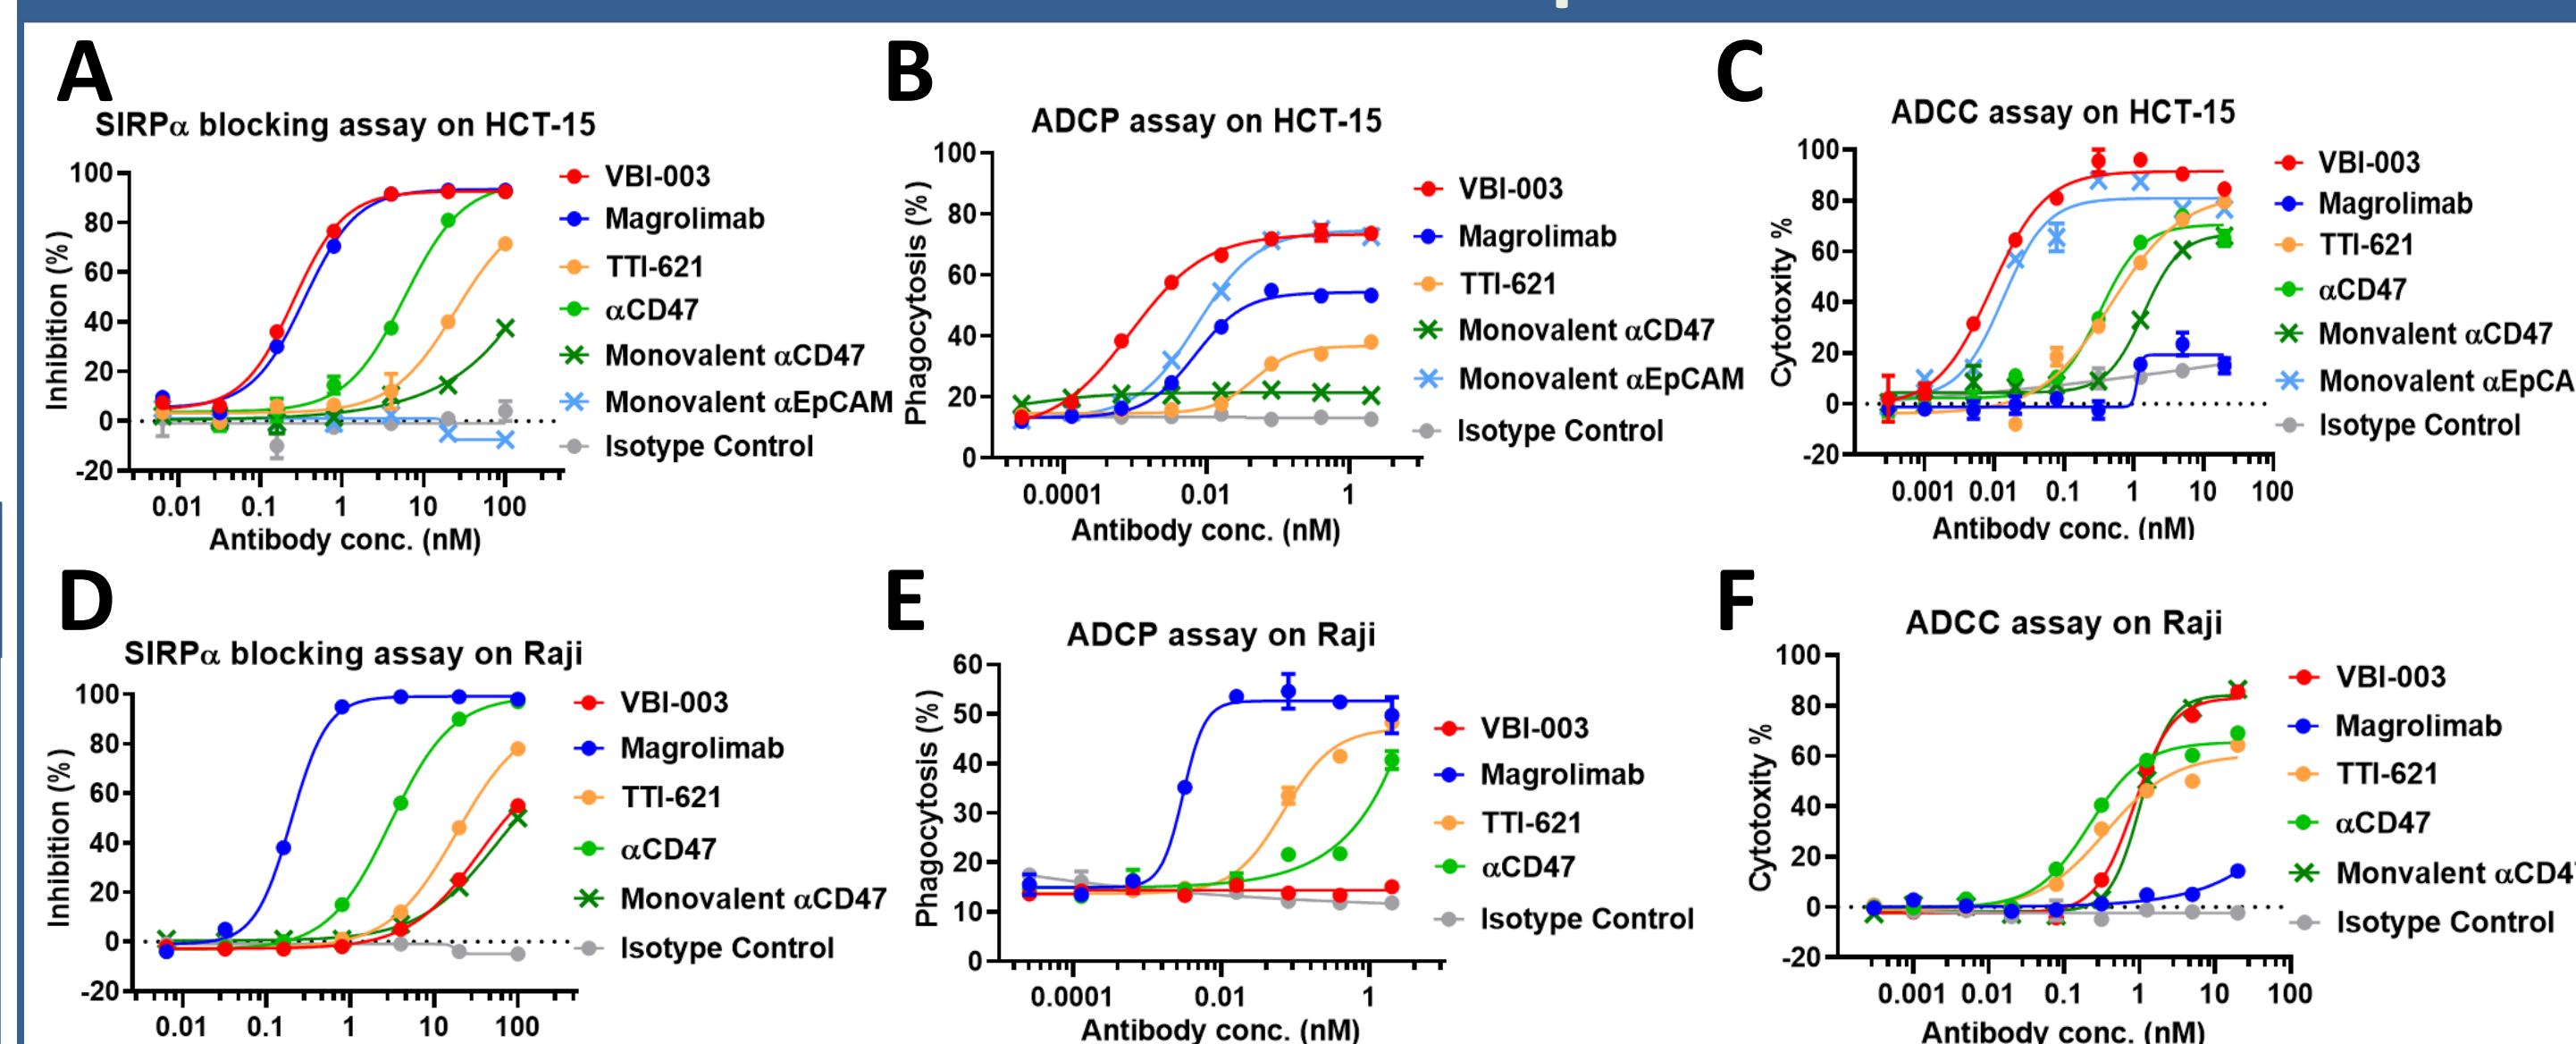 A
SIRPα blocking assay on HCT-15
Inhibition (%)
100
80
60
40
20
0
-20
0.01 0.1 1 10 100
Antibody conc. (nM)
VBI-003
Magrolimab
TTI-621
αCD47
Monovalent αCD47
Monovalent αEpCAM
Isotype Control
B
ADCP assay on HCT-15
Phagocytosis (%)
100
80
60
40
20
0
0.0001 0.01 1
Antibody conc. (nM)
VBI-003
Magrolimab
TTI-621
Monovalent αCD47
Monovalent αEpCAM
Isotype Control
C
ADCC assay on HCT-15
Cytotoxity %
100
80
60
40
20
0
-20
0.001 0.01 0.1 1 10 100
Antibody conc. (nM)
VBI-003
Magrolimab
TTI-621
αCD47
Monvalent αCD47
Monovalent αEpCA
Isotype Control
D
SIRPα blocking assay on Raji
Inhibition (%)
100
80
60
40
20
0
-20
0.01 0.1 1 10 100
VBI-003
Magrolimab
TTI-621
αCD47
Monovalent αCD47
Isotype Control
E
ADCP assay on Raji
Phagocytosis (%)
60
50
40
30
20
10
0
0.0001 0.01 1
Antibody conc. (nM)
VBI-003
Magrolimab
TTI-621
αCD47
Isotype Control
F
ADCC assay on Raji
Cytotoxity %
100
80
60
40
20
0
-20
0.001 0.01 0.1 1 10 100
Antibody conc. (nM)
VBI-003
Magrolimab
TTI-621
αCD47
Monvalent αCD47
Isotype Control